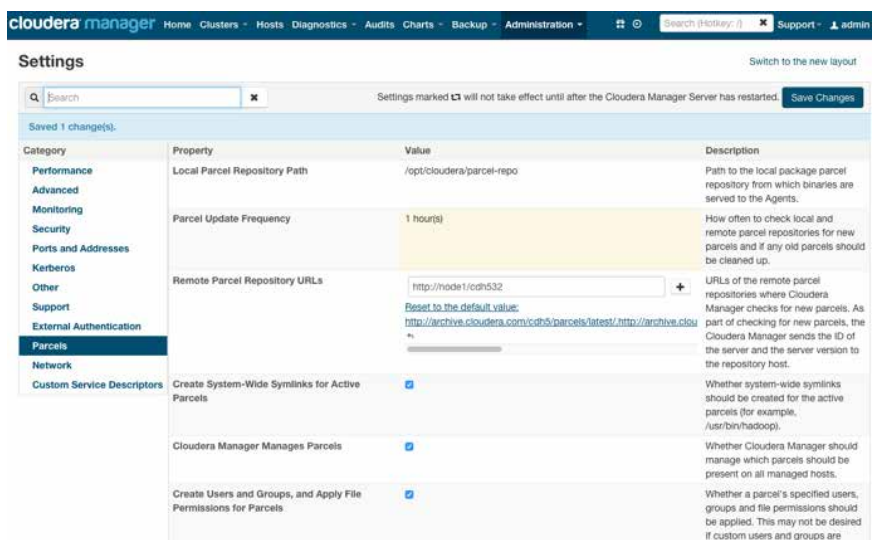 cloudera manager Home Clusters Hosts Diagnostics Audits Charts Backup Administration Search (Hotkey: /) Support admin
Settings
Switch to the new layout
Search
Settings marked will not take effect until after the Cloudera Manager Server has restarted. Save Changes
Saved 1 change(s).
Category Property Value Description
Performance
Advanced
Monitoring
Security
Ports and Addresses
Kerberos
Other
Support
External Authentication
Parcels
Network
Custom Service Descriptors
Local Parcel Repository Path
/opt/cloudera/parcel-repo
Path to the local package parcel
repository from which binaries are
served to the Agents.
Parcel Update Frequency
1 hour(s)
How often to check local and
remote parcel repositories for new
parcels and if any old parcels should
be cleaned up.
Remote Parcel Repository URLs
http://node1/cdh532
Reset to the default value:
http://archive.cloudera.com/cdh5/parcels/latest/,http://archive.clou
URLs of the remote parcel
repositories where Cloudera
Manager checks for new parcels. As
part of checking for new parcels, the
Cloudera Manager sends the ID of
the server and the server version to
the repository host.
Create System-Wide Symlinks for Active
Parcels
Whether system-wide symlinks
should be created for the active
parcels (for example,
/usr/bin/hadoop).
Cloudera Manager Manages Parcels
Whether Cloudera Manager should
manage which parcels should be
present on all managed hosts.
Create Users and Groups, and Apply File
Permissions for Parcels
Whether a parcel's specified users,
groups and file permissions should
be applied. This may not be desired
if custom users and groups are